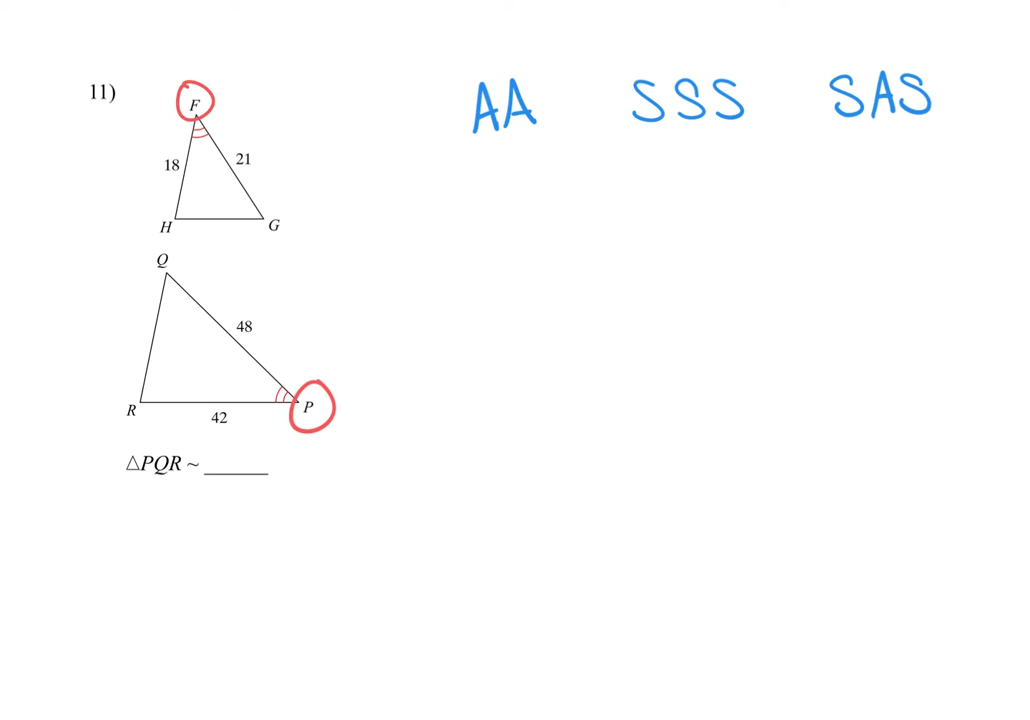 11)
F
AA SSS SAS
18 21
H G
Q
48
R P
42
△PQR ~ ______